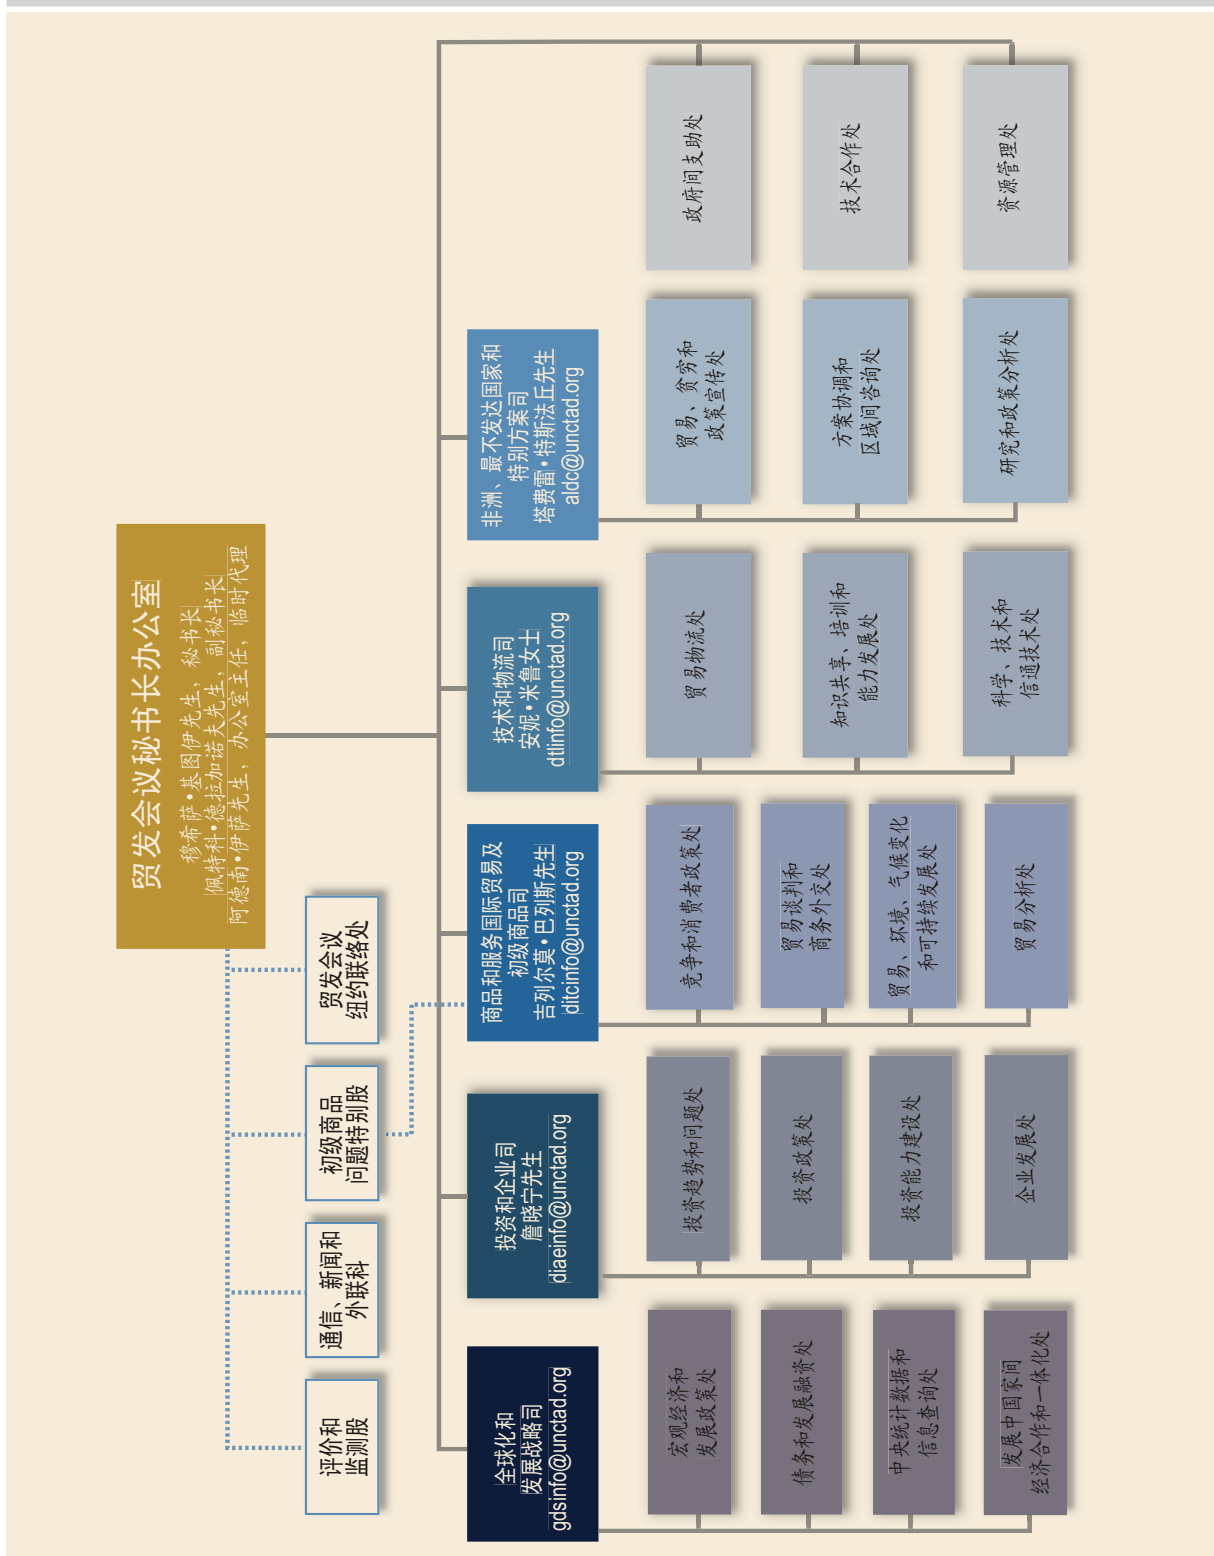 贸发会议秘书长办公室
穆希萨•基图伊先生，秘书长
佩特科•德拉加诺夫先生，副秘书长
阿德南•伊萨先生，办公室主任，临时代理
评价和
监测股
通信、新闻和
外联科
初级商品
问题特别股
贸发会议
纽约联络处
全球化和
发展战略司
gdsinfo@unctad.org
投资和企业司
詹晓宁先生
diaeinfo@unctad.org
商品和服务国际贸易及
初级商品司
吉列尔莫•巴列斯先生
ditcinfo@unctad.org
技术和物流司
安妮•米鲁女士
dtlinfo@unctad.org
非洲、最不发达国家和
特别方案司
塔费雷•特斯法丘先生
aldc@unctad.org
宏观经济和
发展政策处
债务和发展融资处
中央统计数据和
信息查询处
发展中国家间
经济合作和一体化处
投资趋势和问题处
投资政策处
投资能力建设处
企业发展处
竞争和消费者政策处
贸易谈判和
商务外交处
贸易、环境、气候变化
和可持续发展处
贸易分析处
贸易物流处
知识共享、培训和
能力发展处
科学、技术和
信通技术处
贸易、贫穷和
政策宣传处
方案协调和
区域间咨询处
研究和政策分析处
政府间支助处
技术合作处
资源管理处